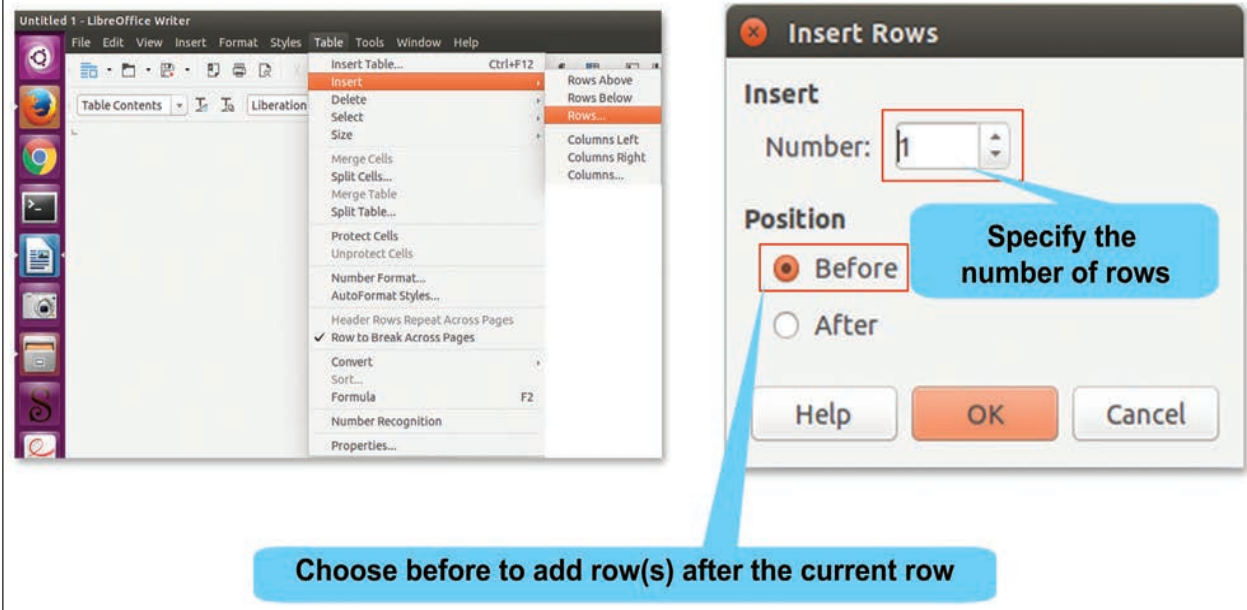 Untitled 1 - LibreOffice Writer
File Edit View Insert Format Styles Table Tools Window Help
Table Contents
Liberation
Insert Table... Ctrl+F12
Insert
Delete
Select
Size
Merge Cells
Split Cells...
Merge Table
Split Table...
Protect Cells
Unprotect Cells
Number Format...
AutoFormat Styles...
Header Rows Repeat Across Pages
✓ Row to Break Across Pages
Convert
Sort...
Formula F2
Number Recognition
Properties...
Rows Above
Rows Below
Rows...
Columns Left
Columns Right
Columns...
Insert Rows
Insert
Number: 1
Specify the
number of rows
Position
Before
After
Help OK Cancel
Choose before to add row(s) after the current row